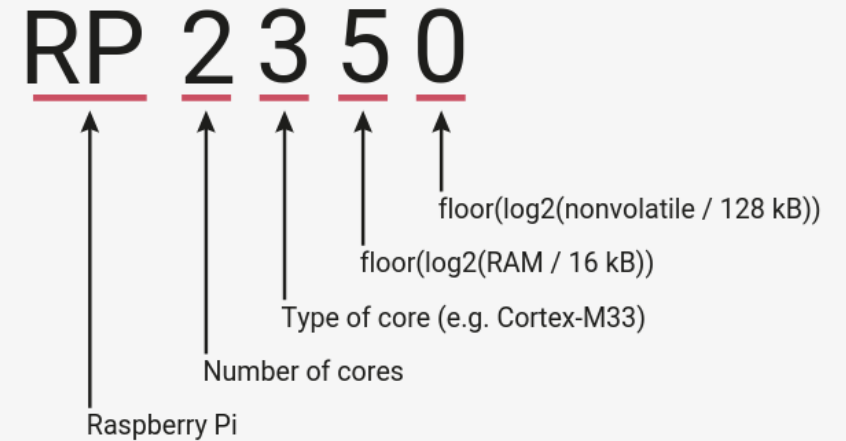 RP 2 3 5 0
floor(log2(nonvolatile / 128 kB))
floor(log2(RAM / 16 kB))
Type of core (e.g. Cortex-M33)
Number of cores
Raspberry Pi